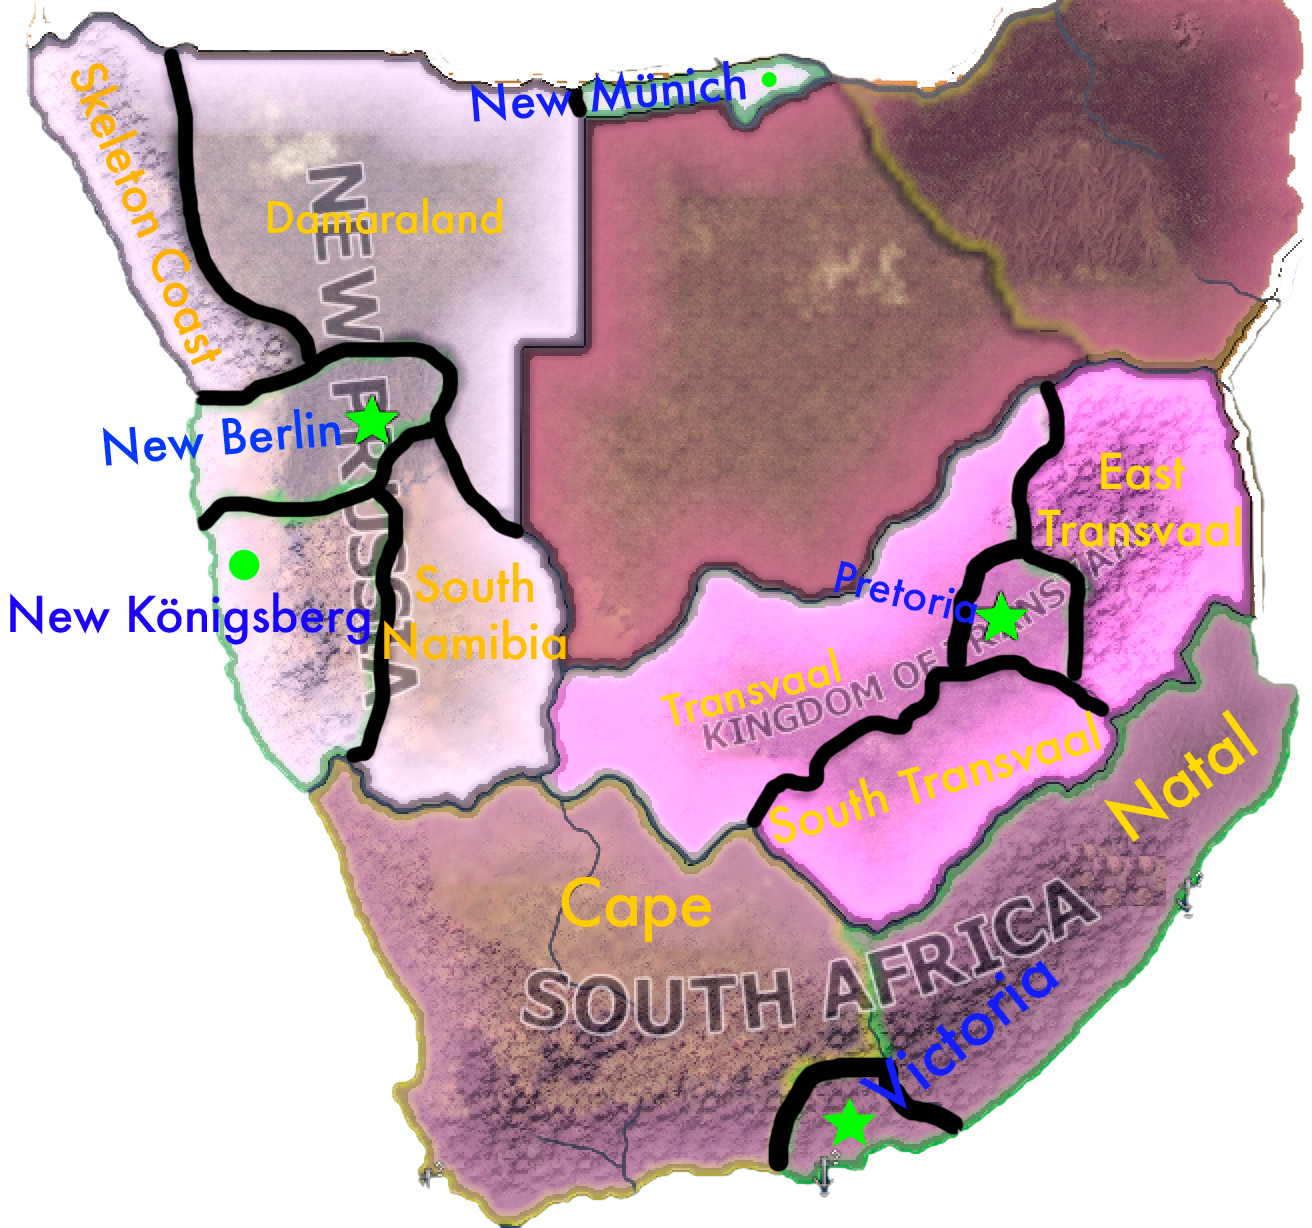 New Münich
Skeleton Coast
Damaraland
NEW PRUSSIA
New Berlin
East
Transvaal
Pretoria
South
Namibia
New Königsberg
Transvaal
KINGDOM OF TRANSVAAL
South Transvaal
Natal
Cape
SOUTH AFRICA
Victoria